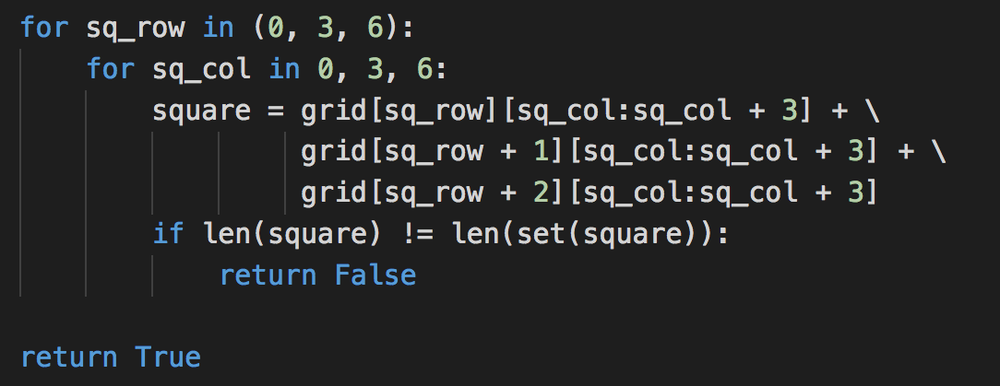 for sq_row in (0, 3, 6):
    for sq_col in 0, 3, 6:
        square = grid[sq_row][sq_col:sq_col + 3] + \
                 grid[sq_row + 1][sq_col:sq_col + 3] + \
                 grid[sq_row + 2][sq_col:sq_col + 3]
        if len(square) != len(set(square)):
            return False

return True